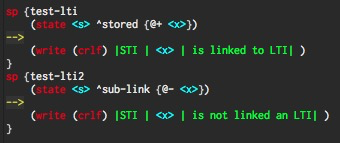 sp {test-lti
(state <s> ^stored {@+ <x>})
-->
(write (crlf) |STI | <x> | is linked to LTI| )
}
sp {test-lti2
(state <s> ^sub-link {@- <x>})
-->
(write (crlf) |STI | <x> | is not linked an LTI| )
}